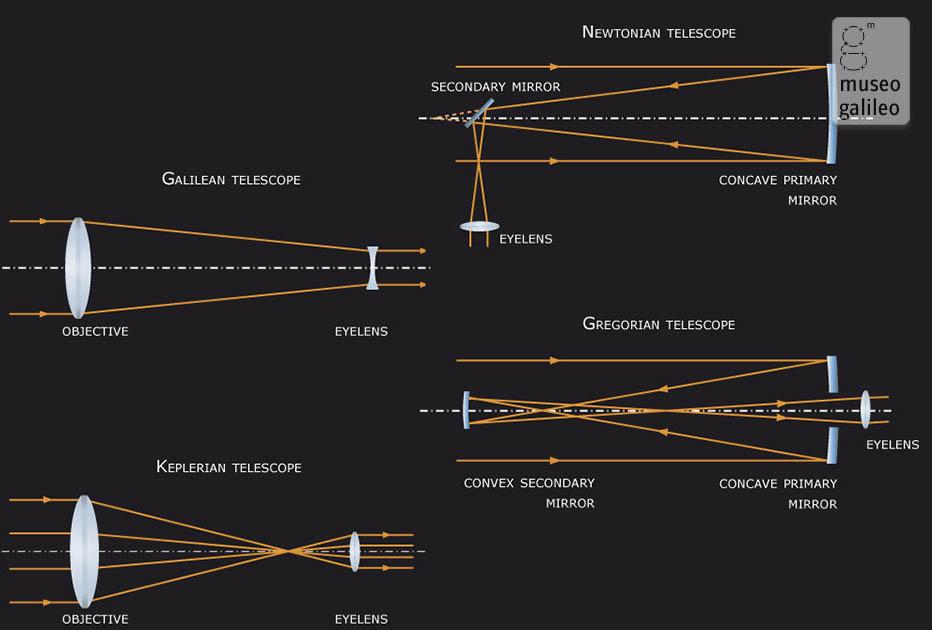 Newtonian telescope
m
museo
galileo
SECONDARY MIRROR
CONCAVE PRIMARY
MIRROR
EYELENS
Galilean telescope
OBJECTIVE
EYELENS
Gregorian telescope
EYELENS
CONVEX SECONDARY
MIRROR
CONCAVE PRIMARY
MIRROR
Keplerian telescope
OBJECTIVE
EYELENS